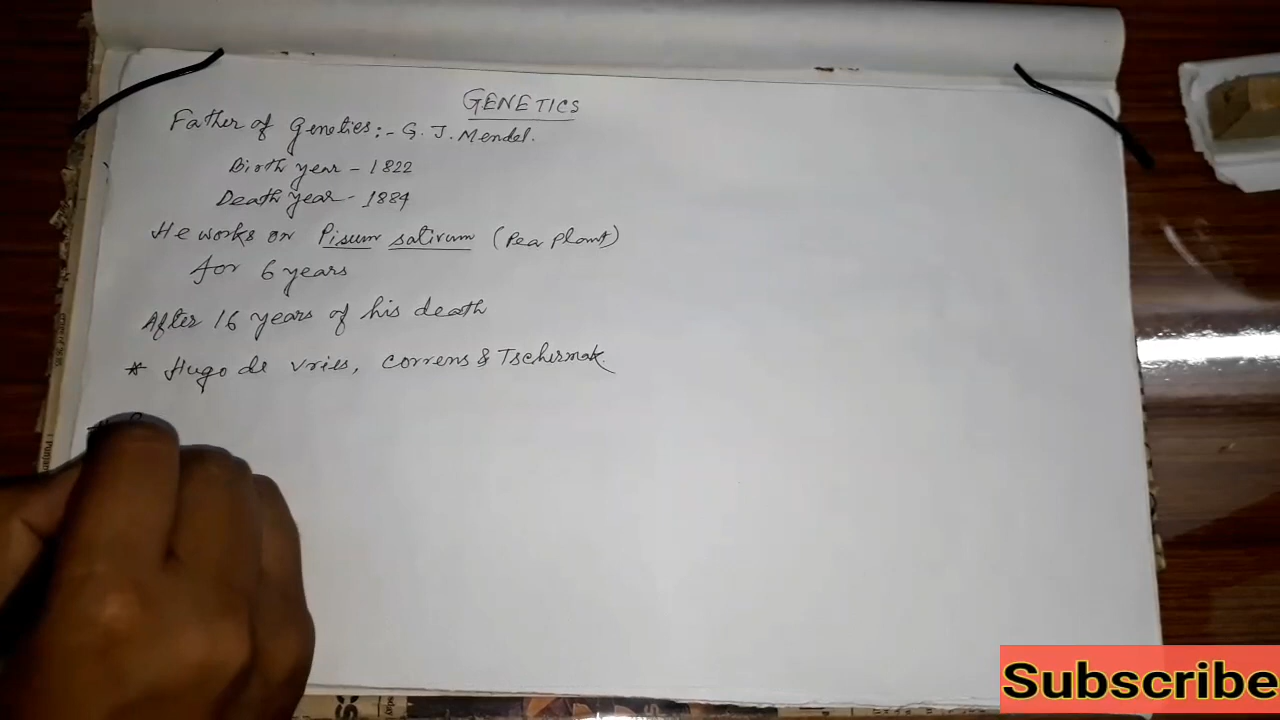 GENETICS
Father of Genetics:- G. J. Mendel.
Birth year - 1822
Death year - 1884
He works on Pisum sativum (Pea Plant)
for 6 years
After 16 years of his death
* Hugo de Vries, Correns & Tschermak.
Subscribe